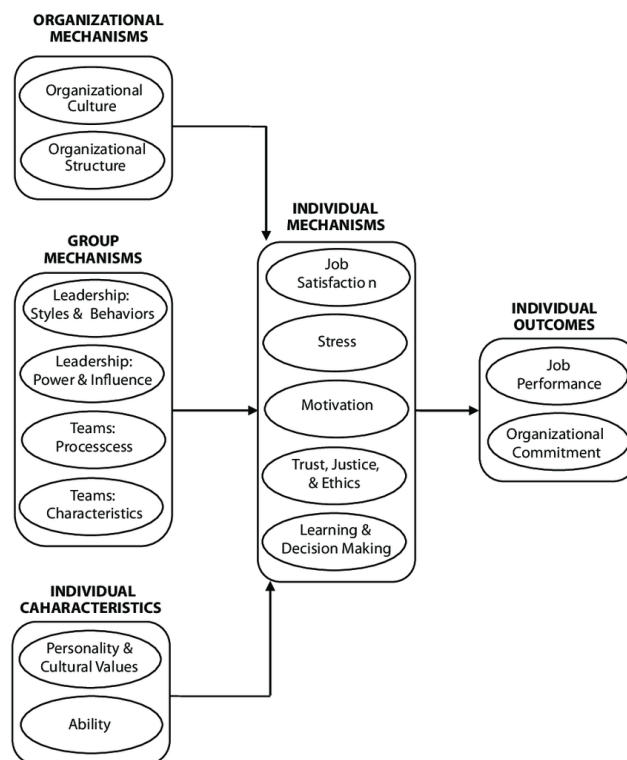 ORGANIZATIONAL
MECHANISMS
Organizational
Culture
Organizational
Structure
GROUP
MECHANISMS
Leadership:
Styles & Behaviors
Leadership:
Power & Influence
Teams:
Processcess
Teams:
Characteristics
INDIVIDUAL
CAHARACTERISTICS
Personality &
Cultural Values
Ability
INDIVIDUAL
MECHANISMS
Job
Satisfaction
Stress
Motivation
Trust, Justice,
& Ethics
Learning &
Decision Making
INDIVIDUAL
OUTCOMES
Job
Performance
Organizational
Commitment